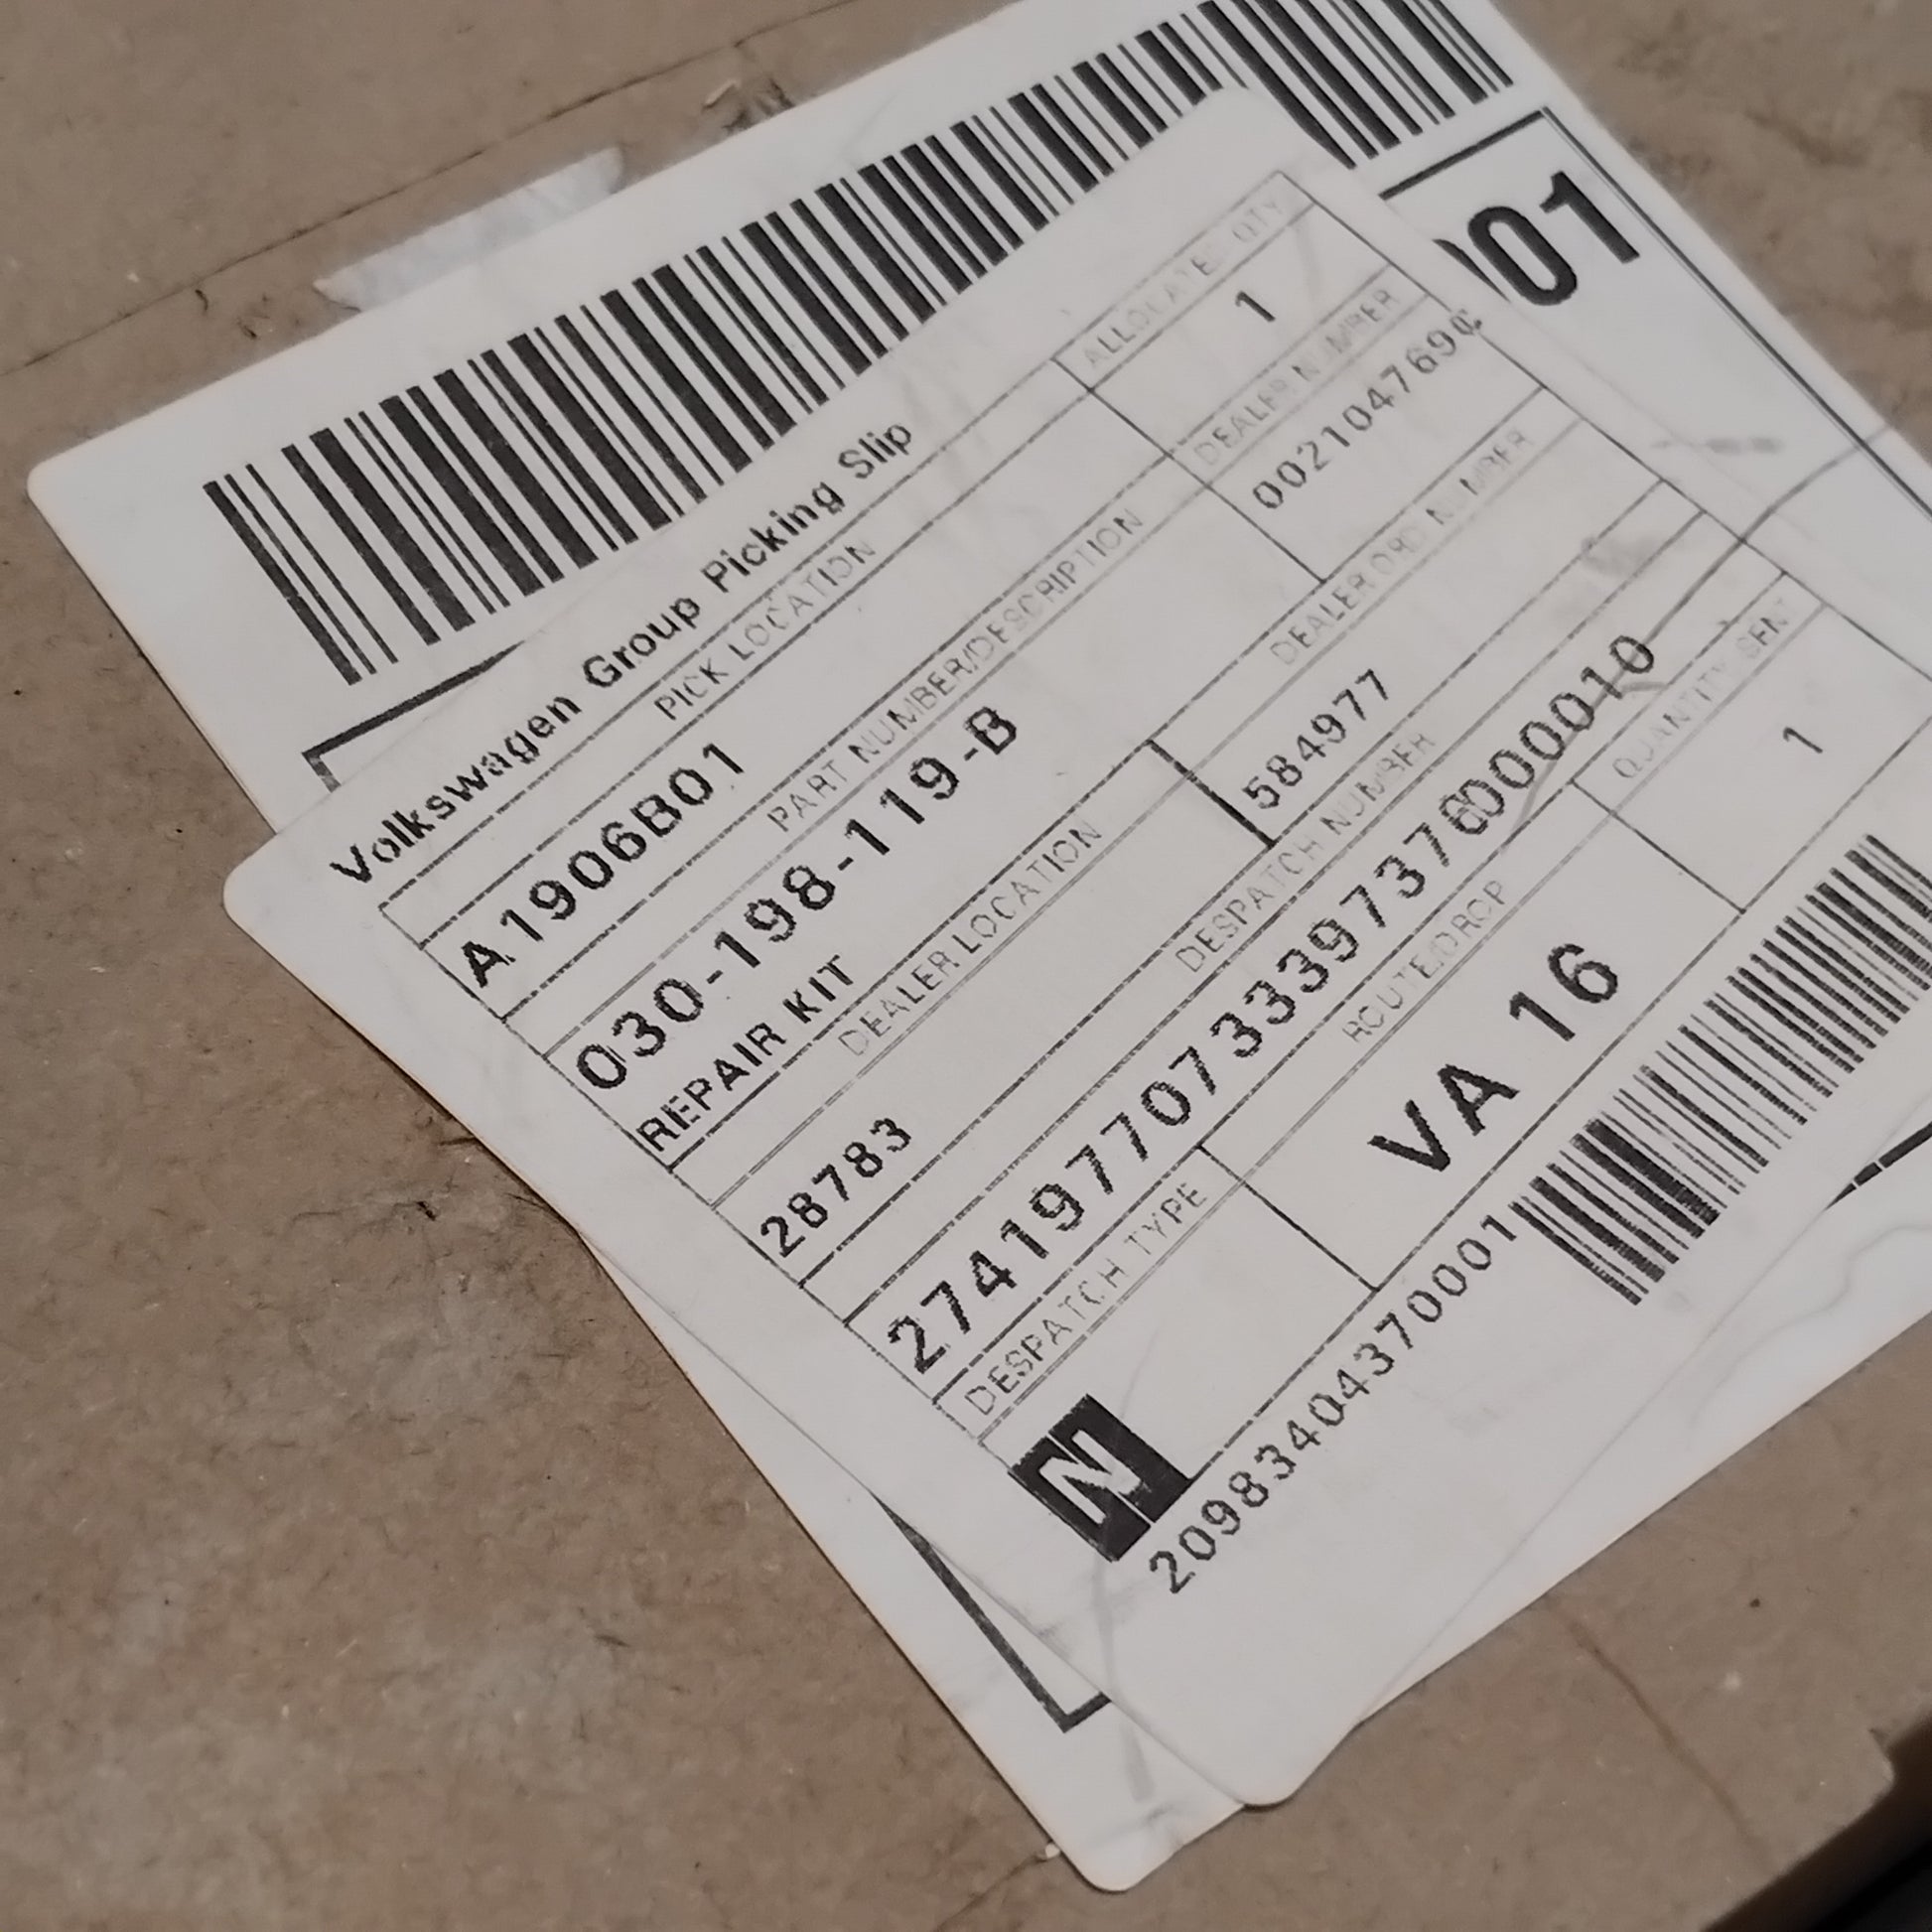 01
Volkswagen Group Picking Slip
PICK LOCATION
ALLOCATED QTY
A1906B01
1
PART NUMBER/DESCRIPTION
DEALER NUMBER
030-198-119-B
REPAIR KIT
DEALER LOCATION
DEALER ORD NUMBER
28783
584977
DESPATCH NUMBER
DESPATCH TYPE
ROUTE/DROP
QUANTITY SENT
N
VA 16
1
20983404370001